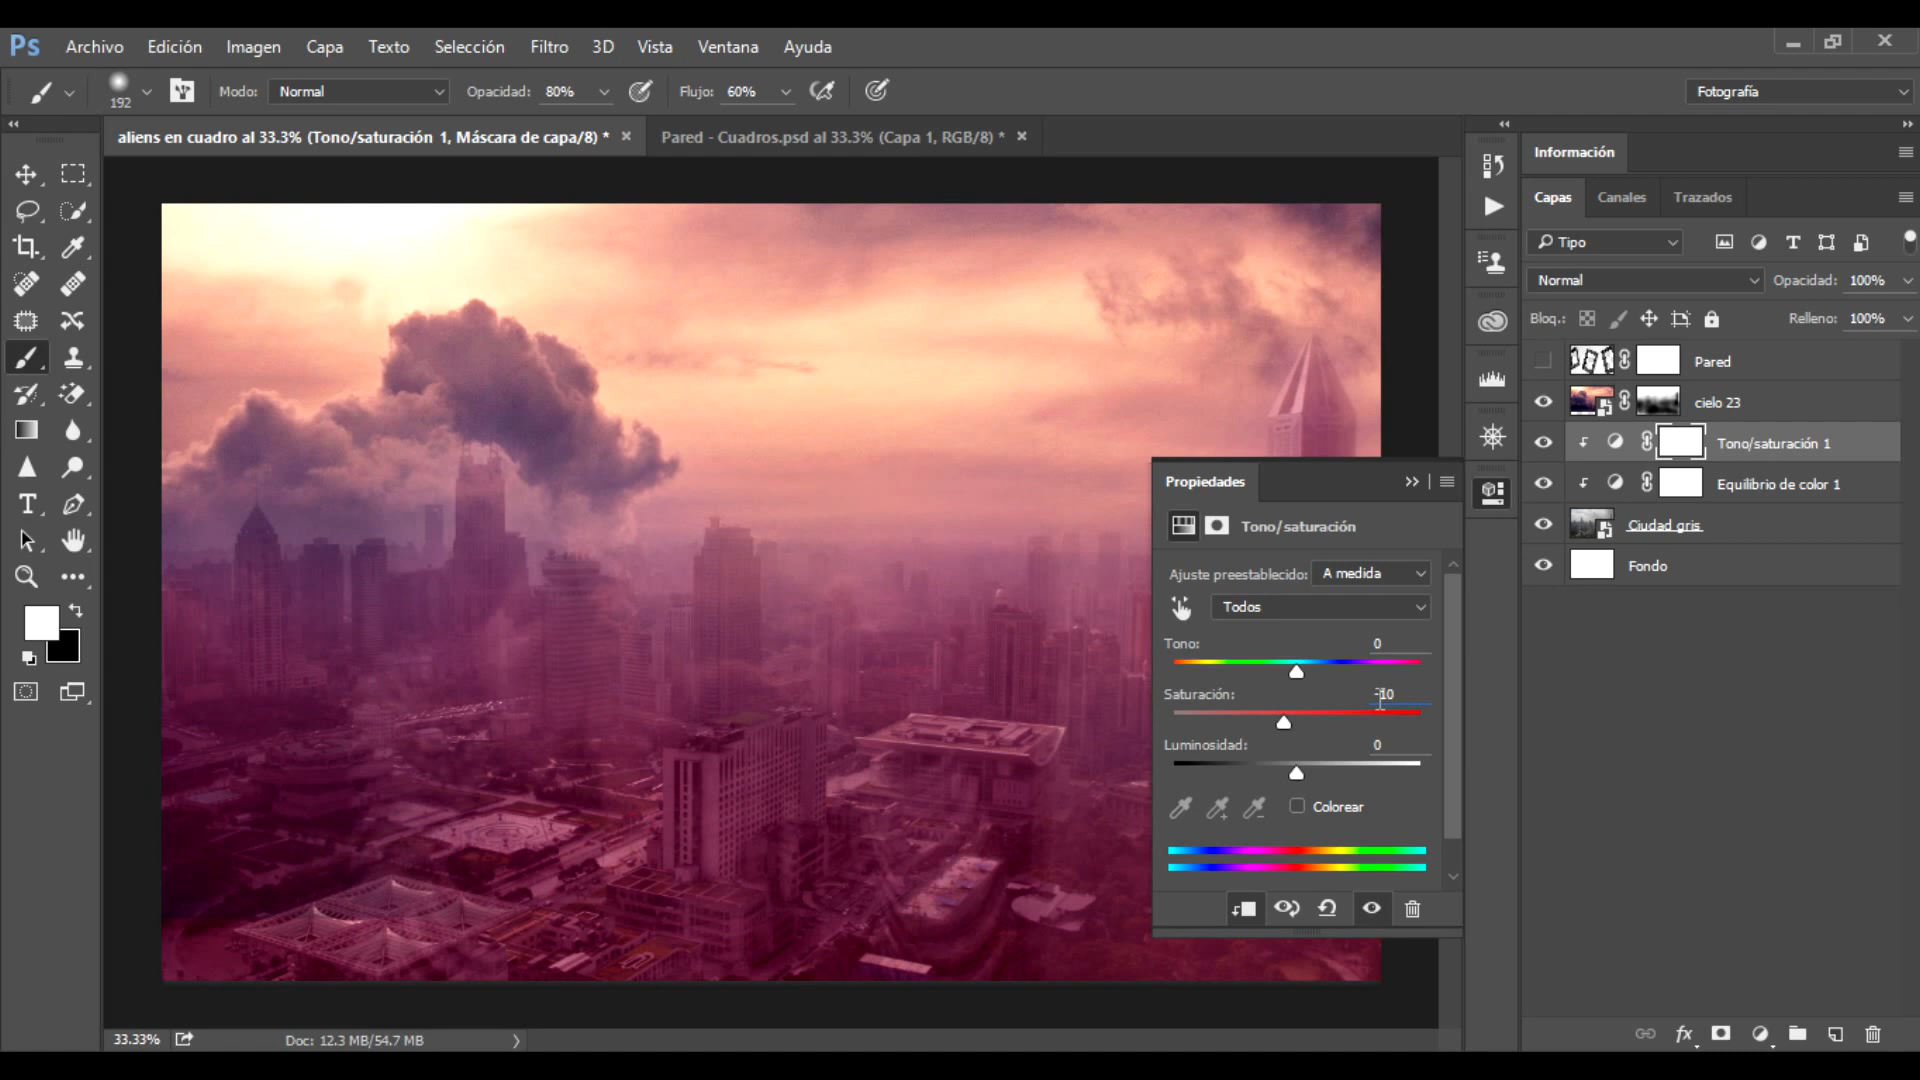 Ps Archivo Edición Imagen Capa Texto Selección Filtro 3D Vista Ventana Ayuda
192 Modo: Normal Opacidad: 80% Flujo: 60% Fotografía
aliens en cuadro al 33.3% (Tono/saturación 1, Máscara de capa/8) * Pared - Cuadros.psd al 33.3% (Capa 1, RGB/8) *
Información
Capas Canales Trazados
Tipo
Normal Opacidad: 100%
Bloq.: Relleno: 100%
Pared
cielo 23
Tono/saturación 1
Equilibrio de color 1
Ciudad gris
Fondo
Propiedades
Tono/saturación
Ajuste preestablecido: A medida
Todos
Tono: 0
Saturación: -10
Luminosidad: 0
Colorear
33.33% Doc: 12.3 MB/54.7 MB
fx